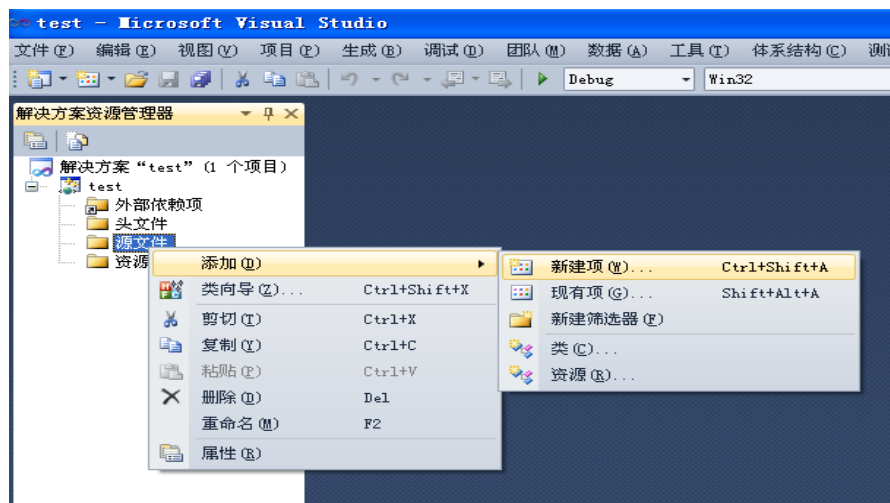 test - Microsoft Visual Studio
文件(F) 编辑(E) 视图(V) 项目(P) 生成(B) 调试(D) 团队(M) 数据(A) 工具(T) 体系结构(C)
Debug Win32
解决方案资源管理器
解决方案“test”(1 个项目)
test
外部依赖项
头文件
源文件
资源
添加(D)
类向导(Z)... Ctrl+Shift+X
剪切(T) Ctrl+X
复制(Y) Ctrl+C
粘贴(P) Ctrl+V
删除(D) Del
重命名(M) F2
属性(R)
新建项(W)... Ctrl+Shift+A
现有项(G)... Shift+Alt+A
新建筛选器(F)
类(C)...
资源(R)...